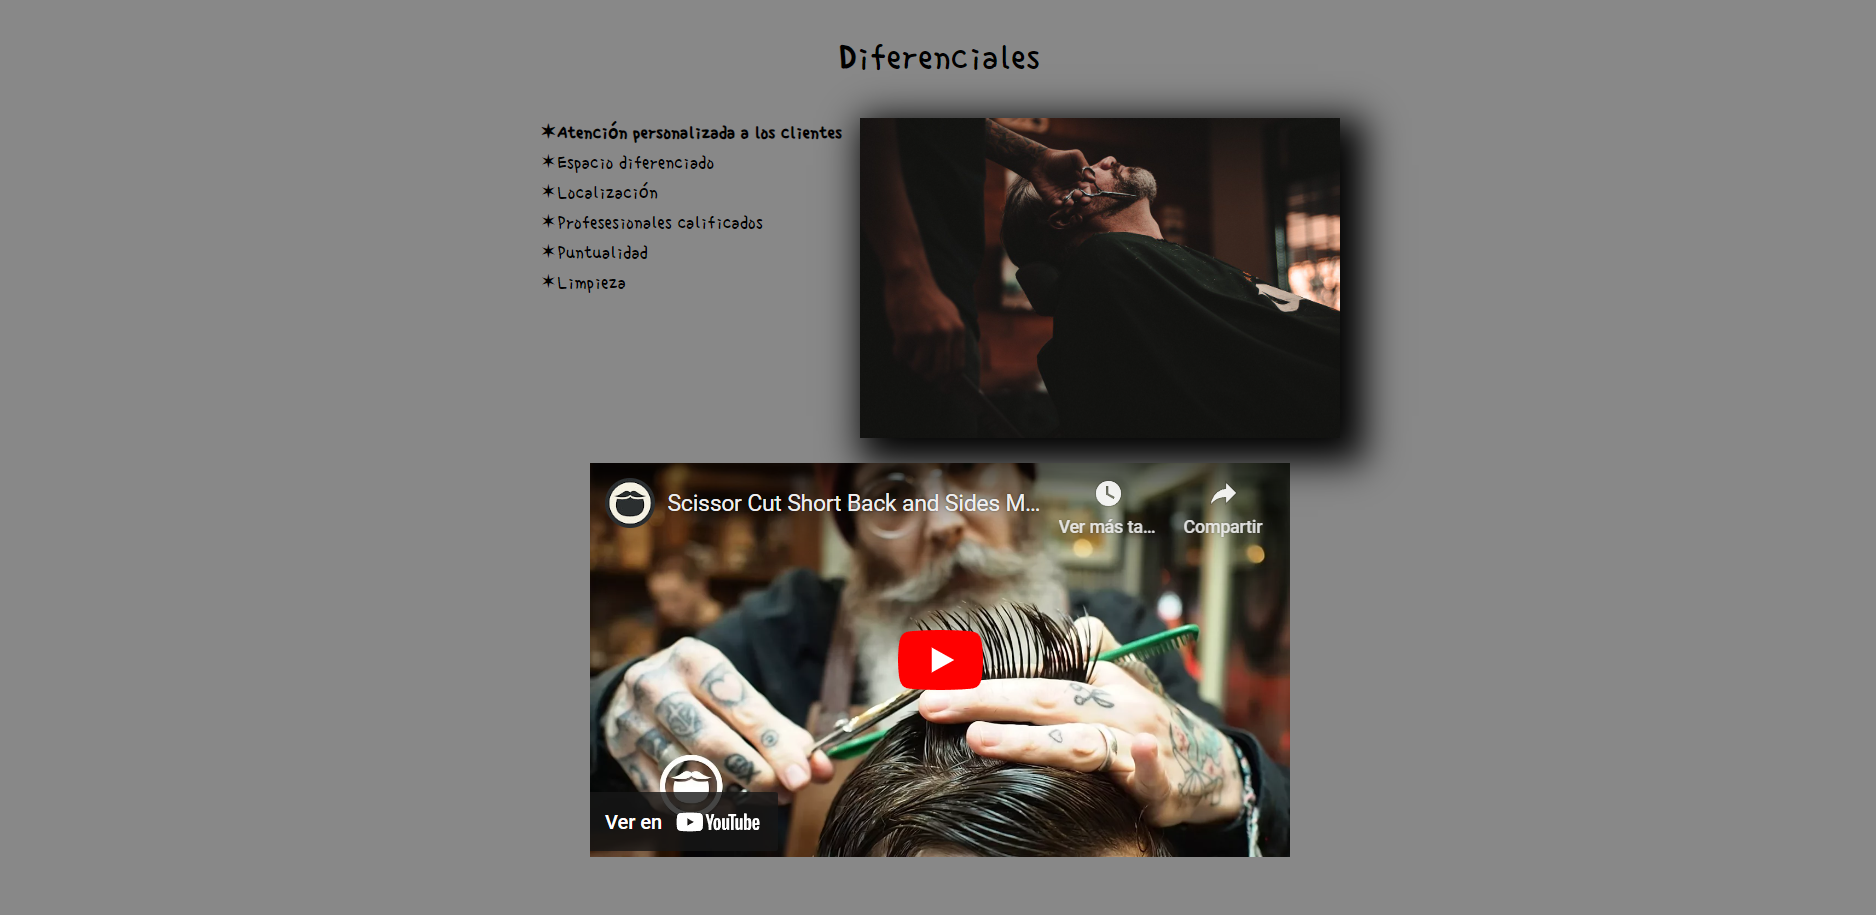 Diferenciales
✶Atención personalizada a los clientes
✶Espacio diferenciado
✶Localización
✶Profesesionales calificados
✶Puntualidad
✶Limpieza
Scissor Cut Short Back and Sides M...
Ver más ta...
Compartir
Ver en YouTube